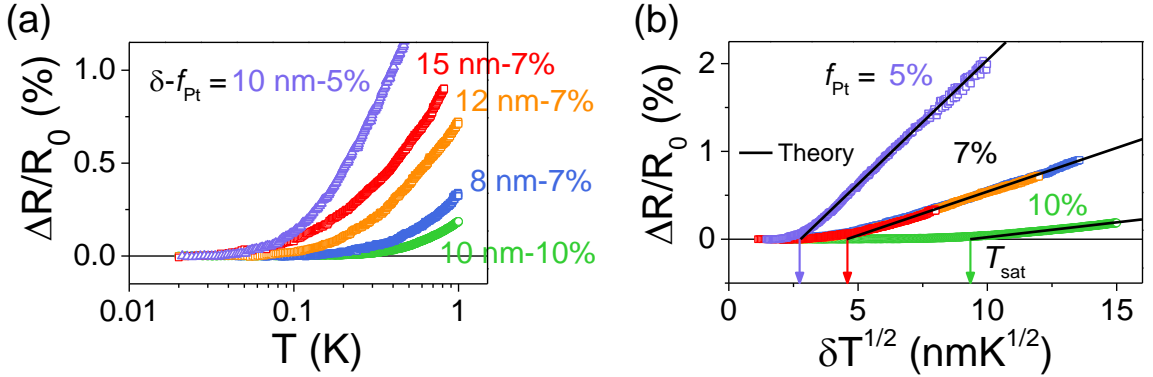 (a)
ΔR/R0 (%)
1.0
0.5
0.0
δ-fPt = 10 nm-5%
15 nm-7%
12 nm-7%
8 nm-7%
10 nm-10%
0.01
0.1
1
T (K)
(b)
ΔR/R0 (%)
2
1
0
fPt = 5%
Theory
7%
10%
Tsat
0
5
10
15
δT1/2 (nmK1/2)